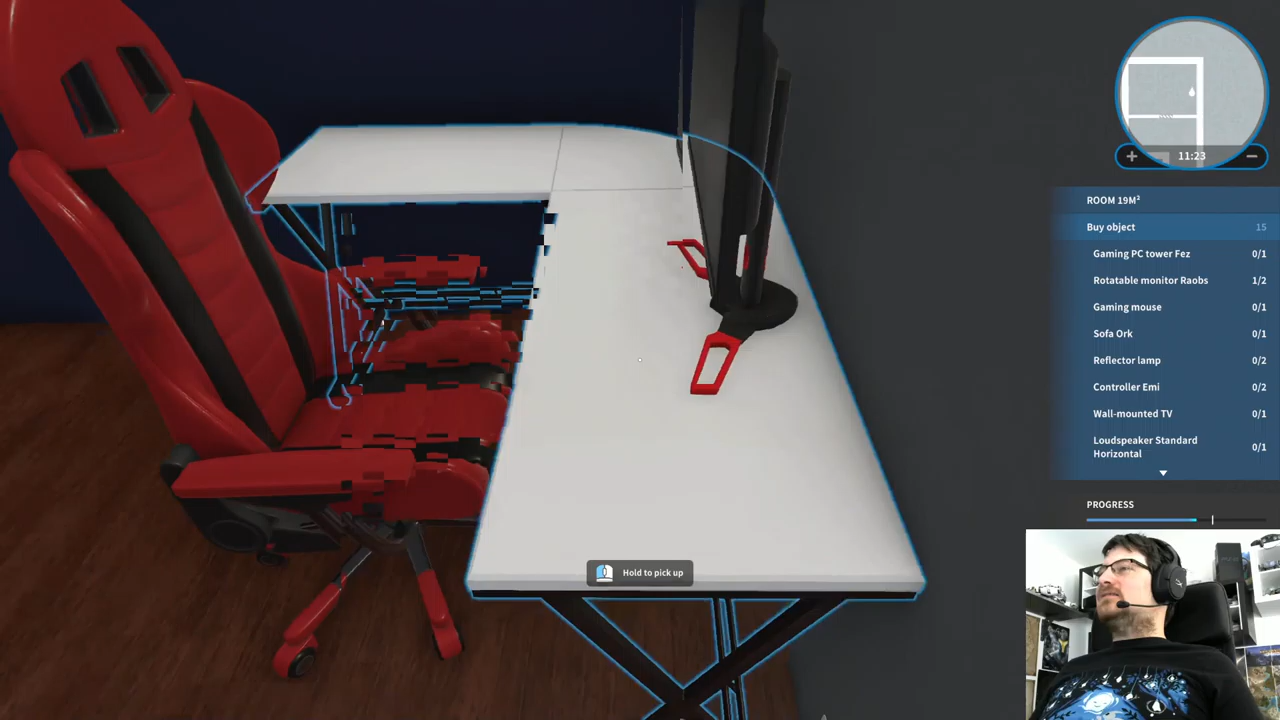 11:23
ROOM 19M²
Buy object 15
Gaming PC tower Fez 0/1
Rotatable monitor Raobs 1/2
Gaming mouse 0/1
Sofa Ork 0/1
Reflector lamp 0/2
Controller Emi 0/2
Wall-mounted TV 0/1
Loudspeaker Standard 0/1
Horizontal
PROGRESS
Hold to pick up